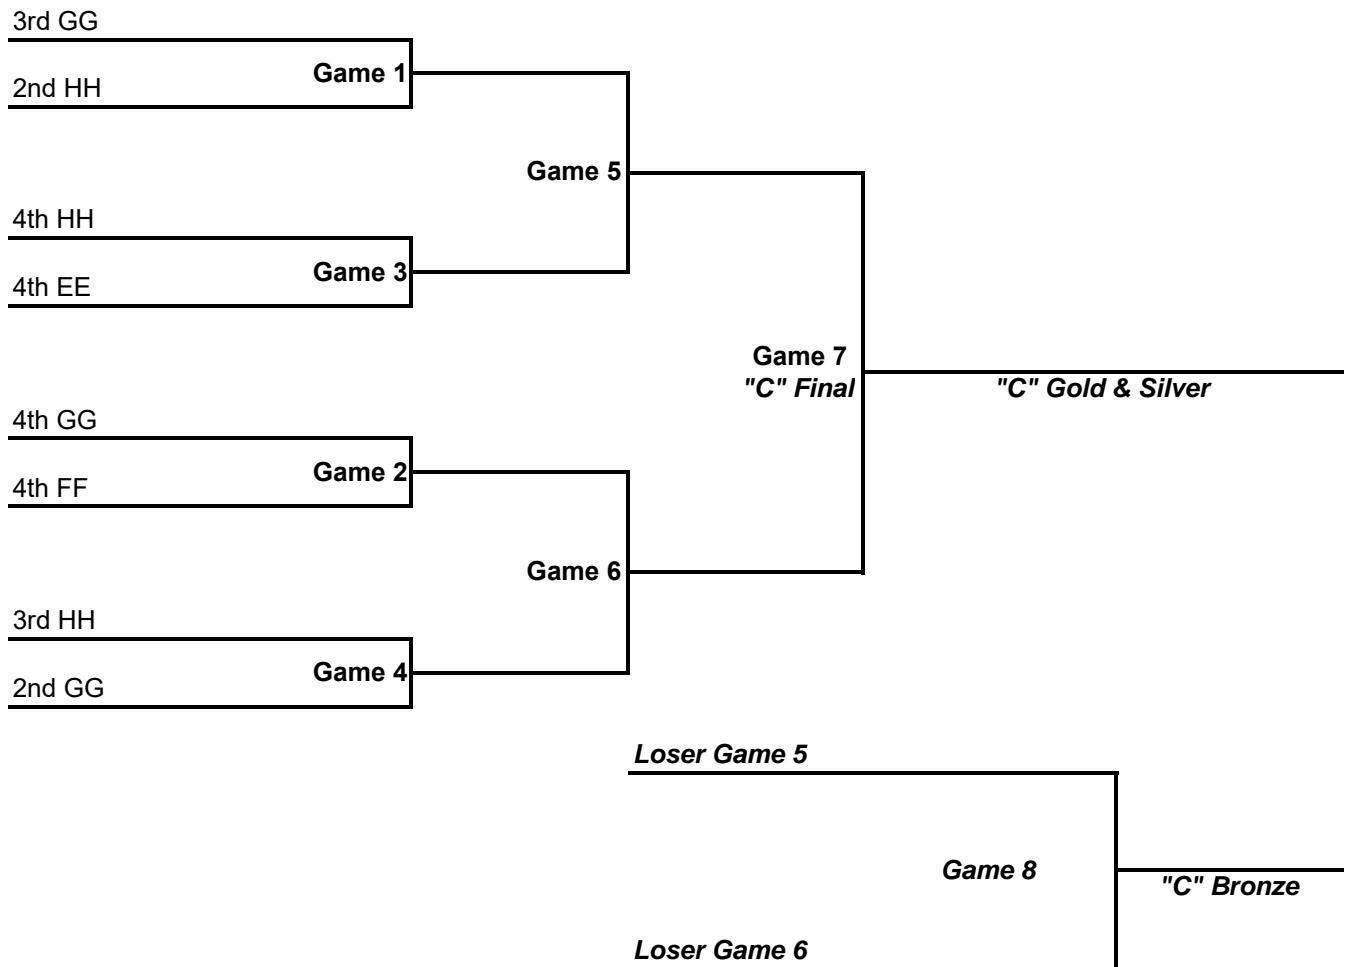 3rd GG
Game 1
2nd HH
Game 5
4th HH
Game 3
4th EE
Game 7
"C" Final
"C" Gold & Silver
4th GG
Game 2
4th FF
Game 6
3rd HH
Game 4
2nd GG
Loser Game 5
Game 8
"C" Bronze
Loser Game 6